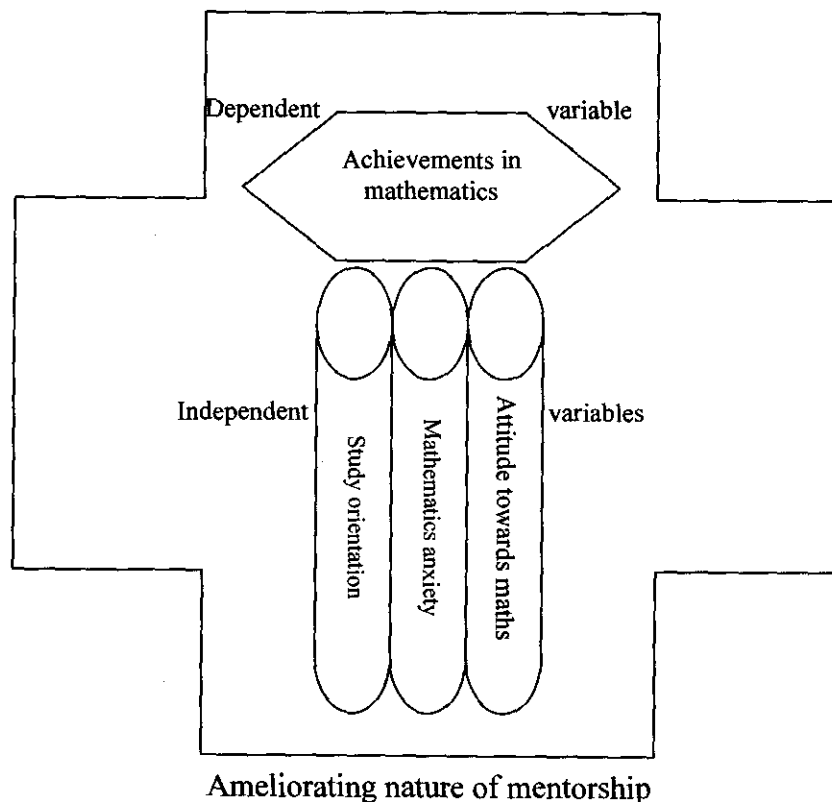 Dependent variable
Achievements in
mathematics
Independent variables
Study orientation
Mathematics anxiety
Attitude towards maths
Ameliorating nature of mentorship